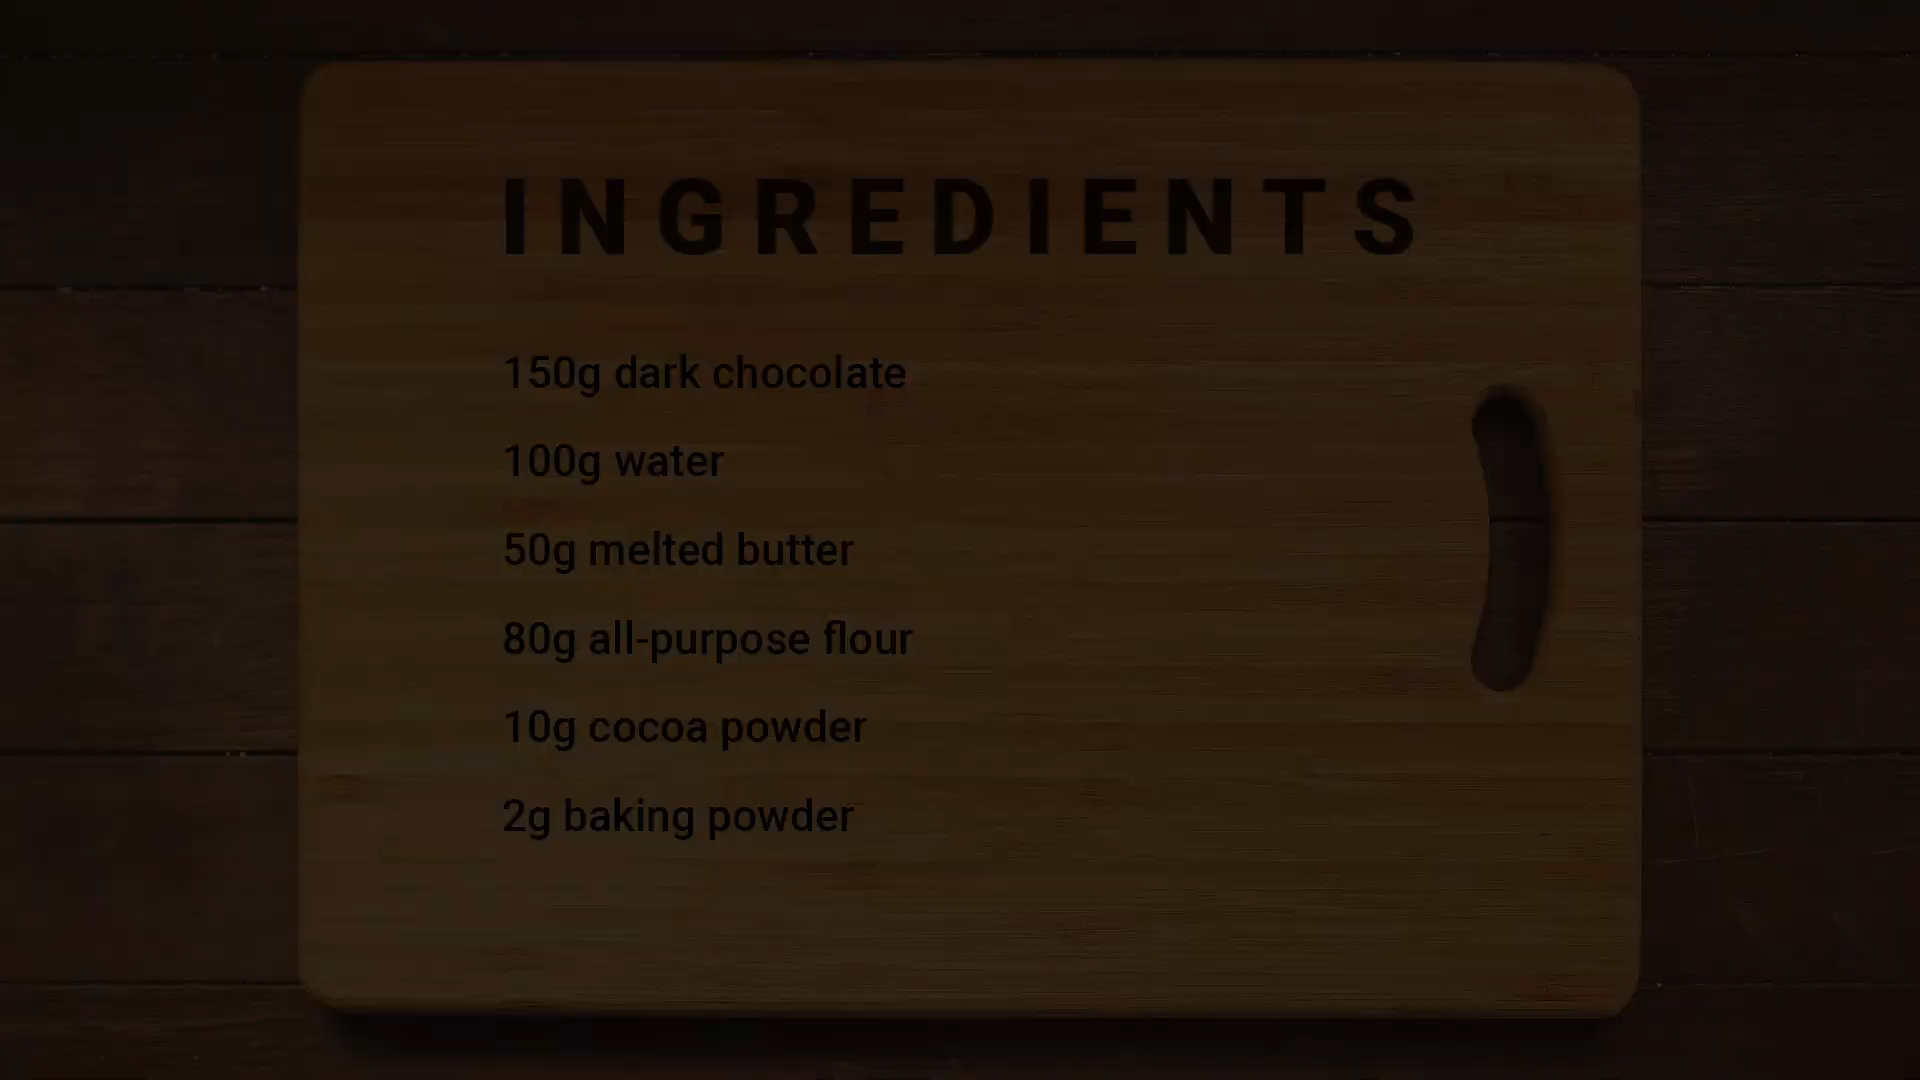 INGREDIENTS
150g dark chocolate
100g water
50g melted butter
80g all-purpose flour
10g cocoa powder
2g baking powder